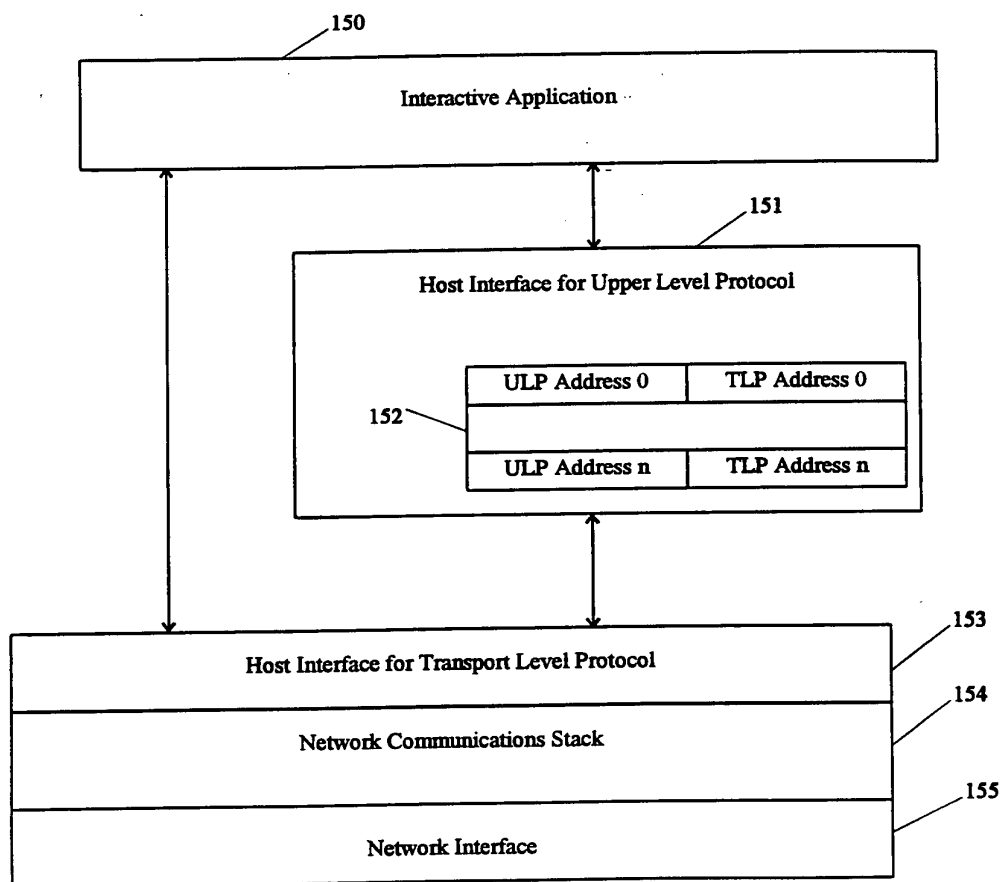 150
Interactive Application
151
Host Interface for Upper Level Protocol
ULP Address 0 TLP Address 0
152
ULP Address n TLP Address n
153
Host Interface for Transport Level Protocol
154
Network Communications Stack
155
Network Interface